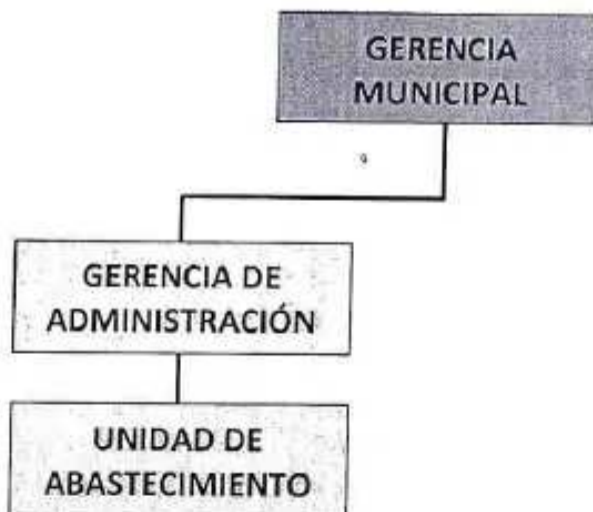 GERENCIA
MUNICIPAL
GERENCIA DE
ADMINISTRACIÓN
UNIDAD DE
ABASTECIMIENTO